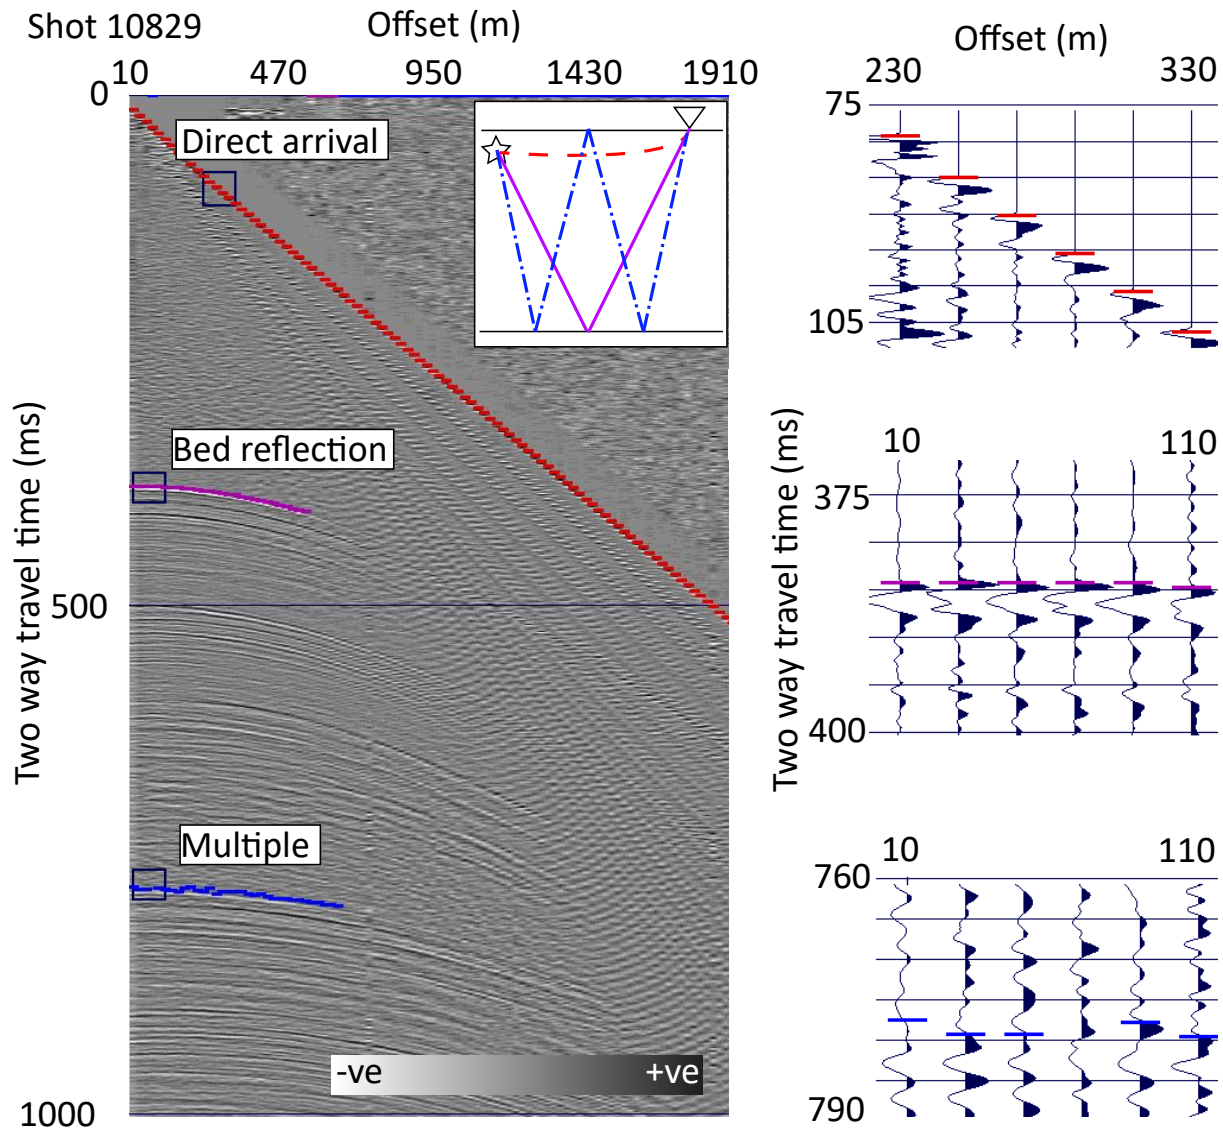 Shot 10829
Offset (m)
10 470 950 1430 1910
0
Direct arrival
Bed reflection
500
Multiple
-ve +ve
1000
Two way travel time (ms)
Offset (m)
230 330
75
105
10 110
375
400
Two way travel time (ms)
10 110
760
790